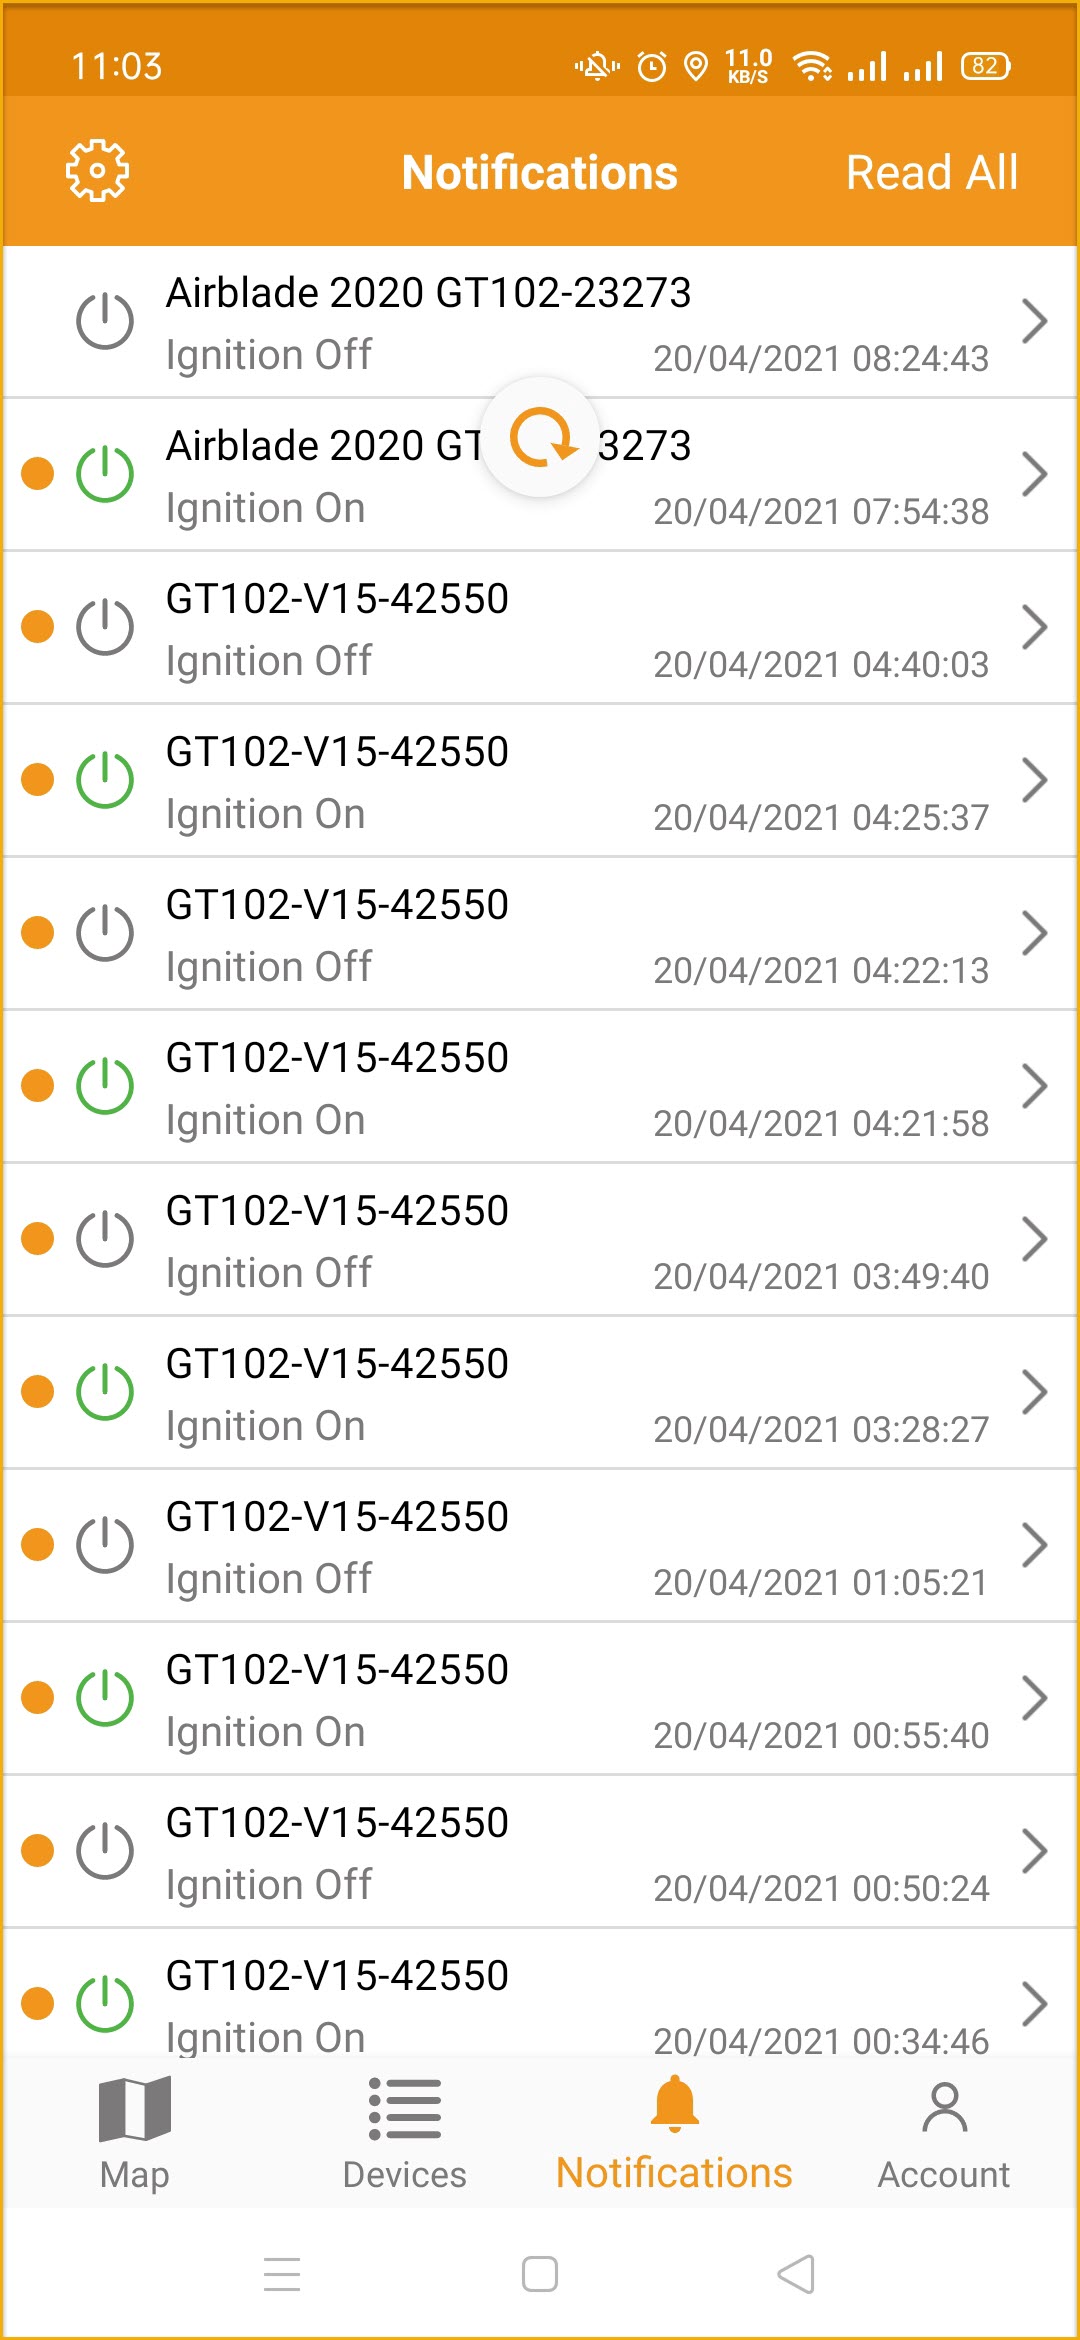 11:03
11.0
KB/S
82
Notifications
Read All
Airblade 2020 GT102-23273
Ignition Off
20/04/2021 08:24:43
Airblade 2020 GT 3273
Ignition On
20/04/2021 07:54:38
GT102-V15-42550
Ignition Off
20/04/2021 04:40:03
GT102-V15-42550
Ignition On
20/04/2021 04:25:37
GT102-V15-42550
Ignition Off
20/04/2021 04:22:13
GT102-V15-42550
Ignition On
20/04/2021 04:21:58
GT102-V15-42550
Ignition Off
20/04/2021 03:49:40
GT102-V15-42550
Ignition On
20/04/2021 03:28:27
GT102-V15-42550
Ignition Off
20/04/2021 01:05:21
GT102-V15-42550
Ignition On
20/04/2021 00:55:40
GT102-V15-42550
Ignition Off
20/04/2021 00:50:24
GT102-V15-42550
Ignition On
20/04/2021 00:34:46
Map
Devices
Notifications
Account